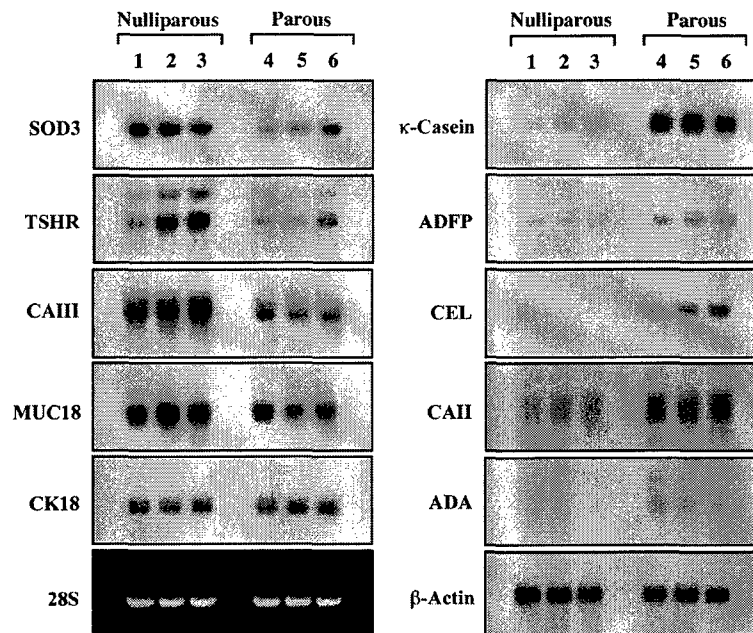 Nulliparous Parous
1 2 3 4 5 6
SOD3
TSHR
CAIII
MUC18
CK18
28S
Nulliparous Parous
1 2 3 4 5 6
κ-Casein
ADFP
CEL
CAII
ADA
β-Actin